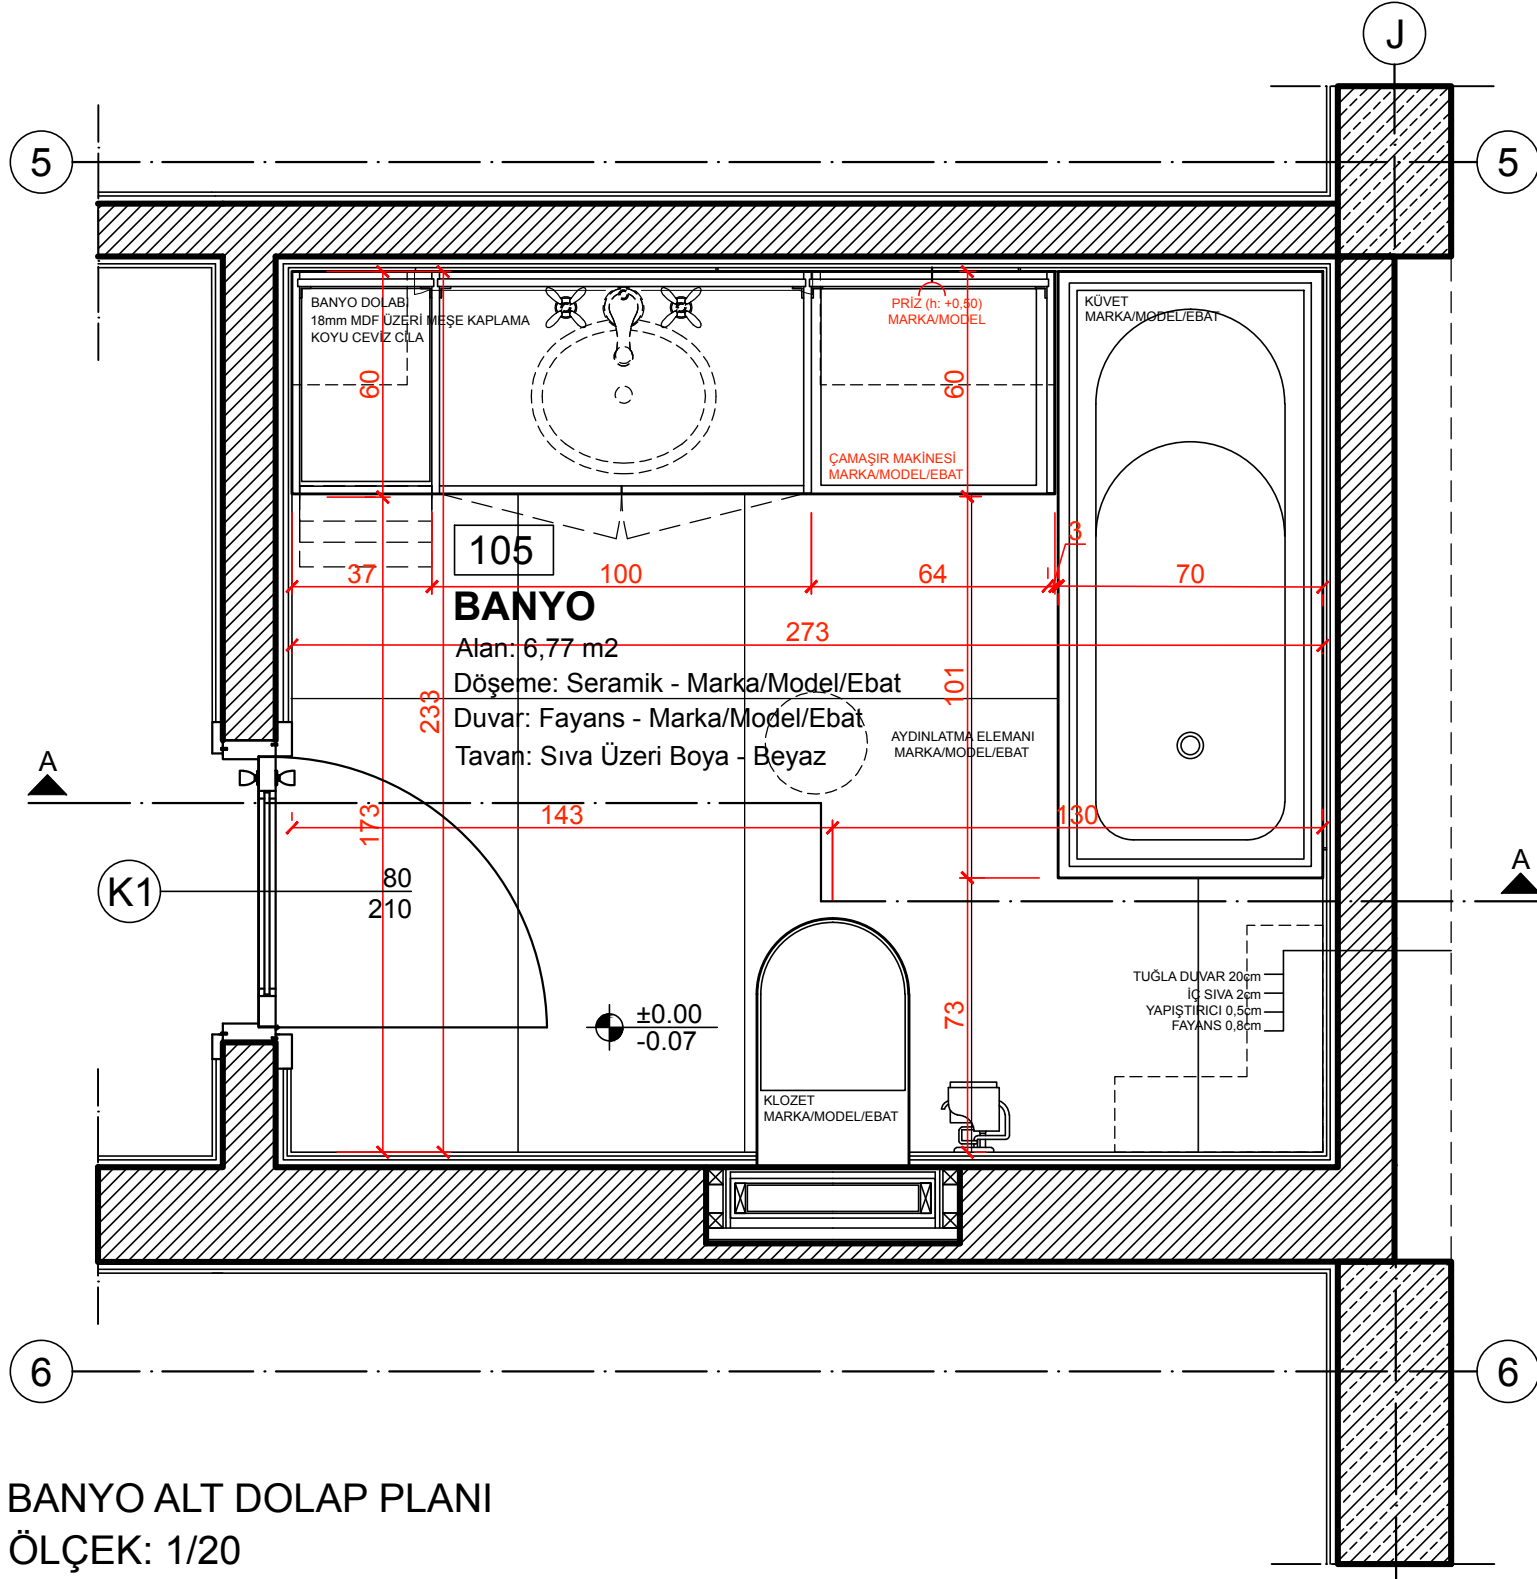 J
5
5
BANYO DOLABI
18mm MDF ÜZERİ MEŞE KAPLAMA
KOYU CEVİZ CİLA
PRİZ (h: +0,50)
MARKA/MODEL
KÜVET
MARKA/MODEL/EBAT
60
60
ÇAMAŞIR MAKİNESİ
MARKA/MODEL/EBAT
105
3
37
100
64
70
BANYO
273
Alan: 6,77 m2
Döşeme: Seramik - Marka/Model/Ebat
101
233
Duvar: Fayans - Marka/Model/Ebat
AYDINLATMA ELEMANI
MARKA/MODEL/EBAT
Tavan: Sıva Üzeri Boya - Beyaz
A
173
143
130
A
K1
80
210
TUĞLA DUVAR 20cm
İÇ SIVA 2cm
YAPIŞTIRICI 0,5cm
FAYANS 0,8cm
±0.00
-0.07
73
KLOZET
MARKA/MODEL/EBAT
6
6
BANYO ALT DOLAP PLANI
ÖLÇEK: 1/20